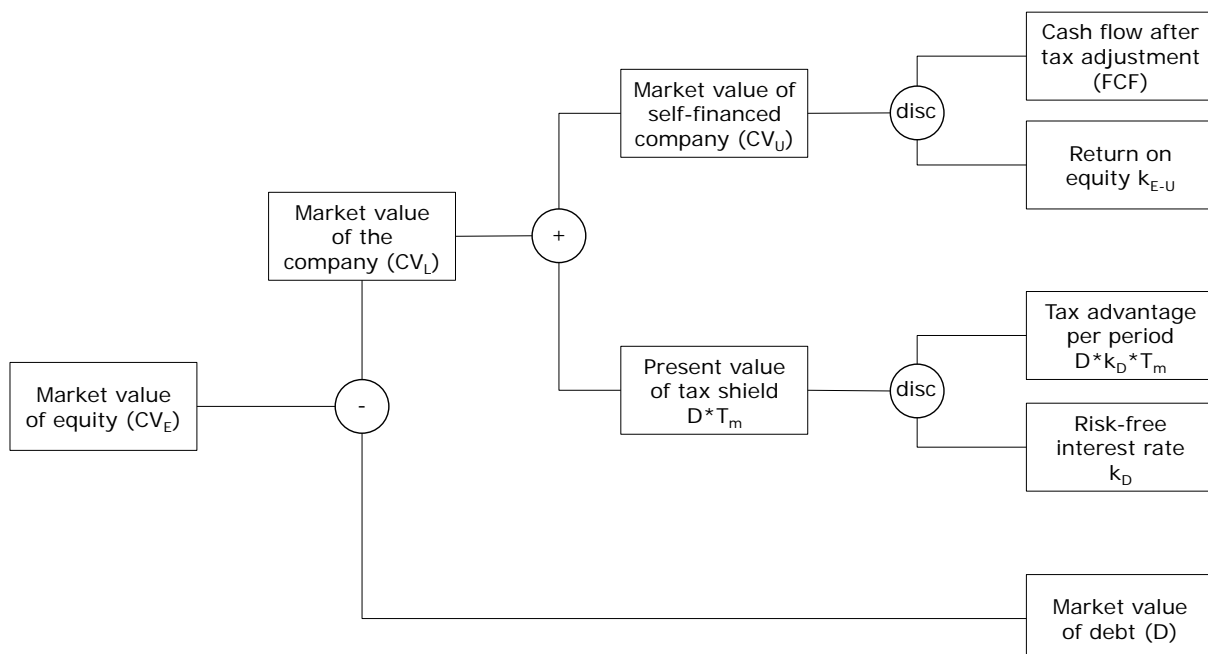 Cash flow after
tax adjustment
(FCF)
Market value of
self-financed
company (CV_U)
disc
Return on
equity k_E-U
Market value
of the
company (CV_L)
+
Tax advantage
per period
D*k_D*T_m
Present value
of tax shield
D*T_m
disc
Market value
of equity (CV_E)
-
Risk-free
interest rate
k_D
Market value
of debt (D)